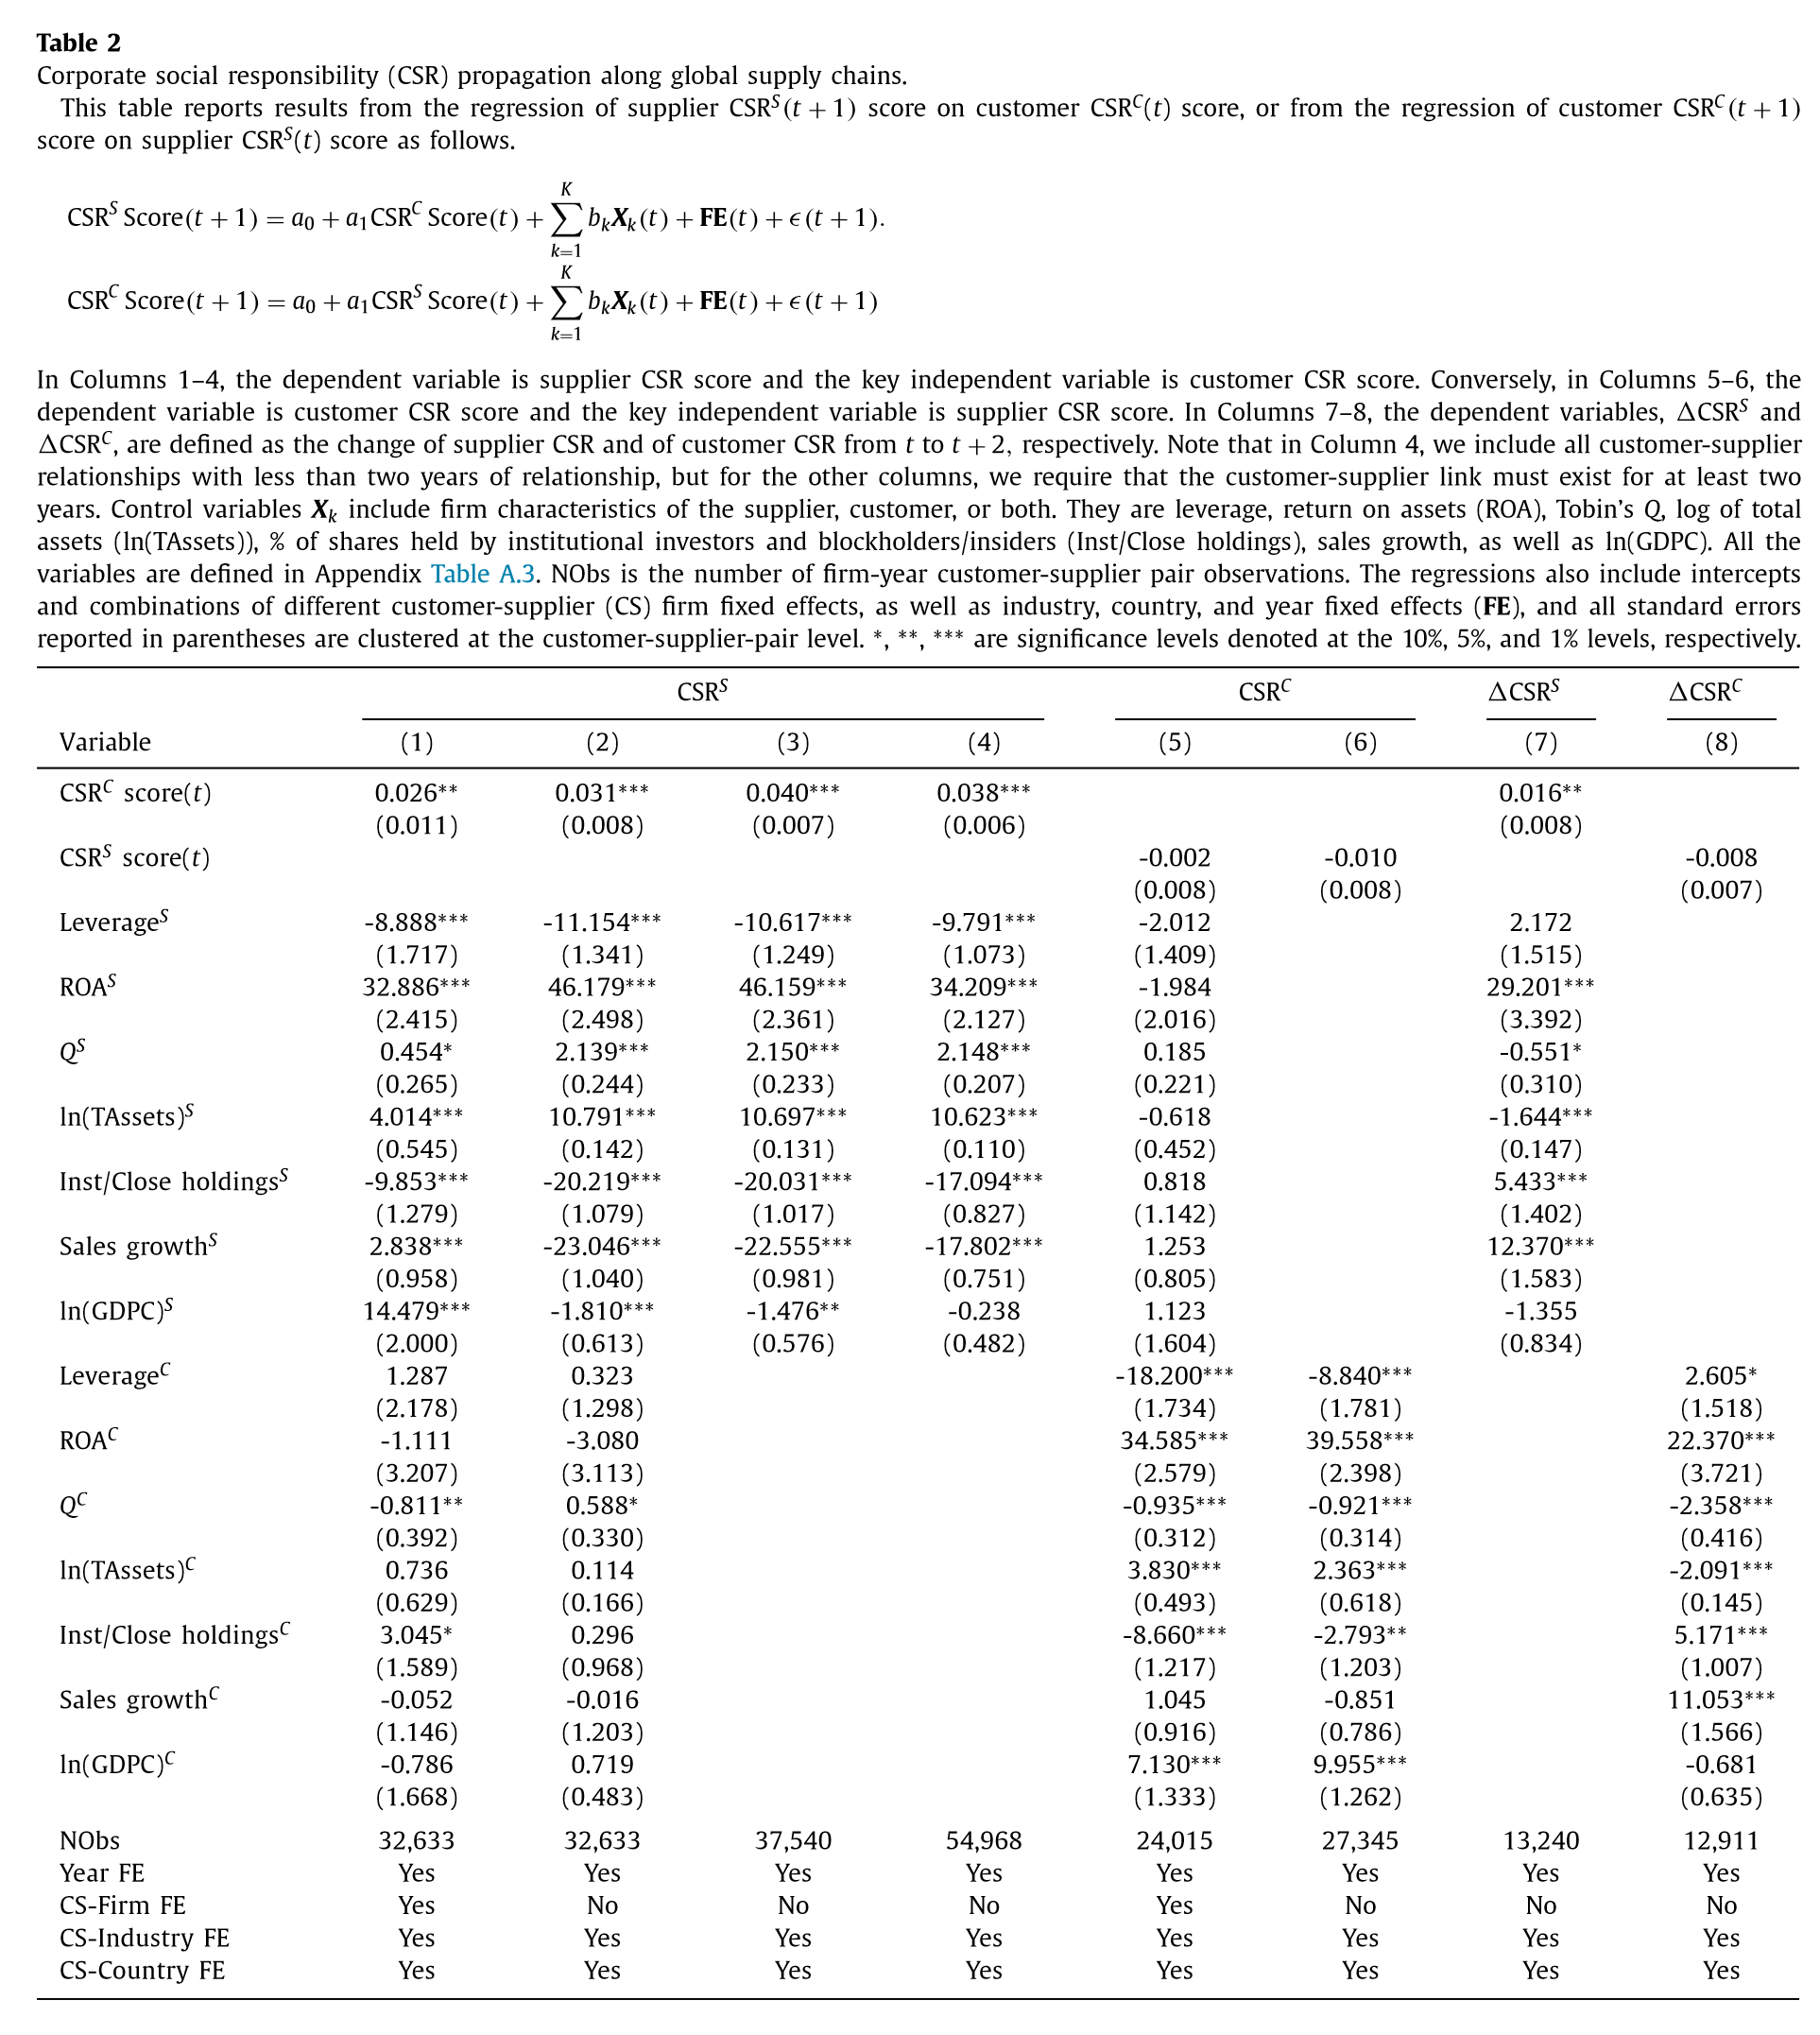 Table 2
Corporate social responsibility (CSR) propagation along global supply chains.
This table reports results from the regression of supplier CSR^S(t + 1) score on customer CSR^C(t) score, or from the regression of customer CSR^C(t + 1)
score on supplier CSR^S(t) score as follows.
CSR^S Score(t + 1) = a_0 + a_1CSR^C Score(t) + ∑_{k=1}^{K} b_kX_k(t) + FE(t) + ϵ(t + 1).
CSR^C Score(t + 1) = a_0 + a_1CSR^S Score(t) + ∑_{k=1}^{K} b_kX_k(t) + FE(t) + ϵ(t + 1)
In Columns 1–4, the dependent variable is supplier CSR score and the key independent variable is customer CSR score. Conversely, in Columns 5–6, the
dependent variable is customer CSR score and the key independent variable is supplier CSR score. In Columns 7–8, the dependent variables, ΔCSR^S and
ΔCSR^C, are defined as the change of supplier CSR and of customer CSR from t to t + 2, respectively. Note that in Column 4, we include all customer-supplier
relationships with less than two years of relationship, but for the other columns, we require that the customer-supplier link must exist for at least two
years. Control variables X_k include firm characteristics of the supplier, customer, or both. They are leverage, return on assets (ROA), Tobin's Q, log of total
assets (ln(TAssets)), % of shares held by institutional investors and blockholders/insiders (Inst/Close holdings), sales growth, as well as ln(GDPC). All the
variables are defined in Appendix Table A.3. NObs is the number of firm-year customer-supplier pair observations. The regressions also include intercepts
and combinations of different customer-supplier (CS) firm fixed effects, as well as industry, country, and year fixed effects (FE), and all standard errors
reported in parentheses are clustered at the customer-supplier-pair level. *, **, *** are significance levels denoted at the 10%, 5%, and 1% levels, respectively.
CSR^S CSR^C ΔCSR^S ΔCSR^C
Variable (1) (2) (3) (4) (5) (6) (7) (8)
CSR^C score(t) 0.026** 0.031*** 0.040*** 0.038*** 0.016**
(0.011) (0.008) (0.007) (0.006) (0.008)
CSR^S score(t) -0.002 -0.010 -0.008
(0.008) (0.008) (0.007)
Leverage^S -8.888*** -11.154*** -10.617*** -9.791*** -2.012 2.172
(1.717) (1.341) (1.249) (1.073) (1.409) (1.515)
ROA^S 32.886*** 46.179*** 46.159*** 34.209*** -1.984 29.201***
(2.415) (2.498) (2.361) (2.127) (2.016) (3.392)
Q^S 0.454* 2.139*** 2.150*** 2.148*** 0.185 -0.551*
(0.265) (0.244) (0.233) (0.207) (0.221) (0.310)
ln(TAssets)^S 4.014*** 10.791*** 10.697*** 10.623*** -0.618 -1.644***
(0.545) (0.142) (0.131) (0.110) (0.452) (0.147)
Inst/Close holdings^S -9.853*** -20.219*** -20.031*** -17.094*** 0.818 5.433***
(1.279) (1.079) (1.017) (0.827) (1.142) (1.402)
Sales growth^S 2.838*** -23.046*** -22.555*** -17.802*** 1.253 12.370***
(0.958) (1.040) (0.981) (0.751) (0.805) (1.583)
ln(GDPC)^S 14.479*** -1.810*** -1.476** -0.238 1.123 -1.355
(2.000) (0.613) (0.576) (0.482) (1.604) (0.834)
Leverage^C 1.287 0.323 -18.200*** -8.840*** 2.605*
(2.178) (1.298) (1.734) (1.781) (1.518)
ROA^C -1.111 -3.080 34.585*** 39.558*** 22.370***
(3.207) (3.113) (2.579) (2.398) (3.721)
Q^C -0.811** 0.588* -0.935*** -0.921*** -2.358***
(0.392) (0.330) (0.312) (0.314) (0.416)
ln(TAssets)^C 0.736 0.114 3.830*** 2.363*** -2.091***
(0.629) (0.166) (0.493) (0.618) (0.145)
Inst/Close holdings^C 3.045* 0.296 -8.660*** -2.793** 5.171***
(1.589) (0.968) (1.217) (1.203) (1.007)
Sales growth^C -0.052 -0.016 1.045 -0.851 11.053***
(1.146) (1.203) (0.916) (0.786) (1.566)
ln(GDPC)^C -0.786 0.719 7.130*** 9.955*** -0.681
(1.668) (0.483) (1.333) (1.262) (0.635)
NObs 32,633 32,633 37,540 54,968 24,015 27,345 13,240 12,911
Year FE Yes Yes Yes Yes Yes Yes Yes Yes
CS-Firm FE Yes No No No Yes No No No
CS-Industry FE Yes Yes Yes Yes Yes Yes Yes Yes
CS-Country FE Yes Yes Yes Yes Yes Yes Yes Yes